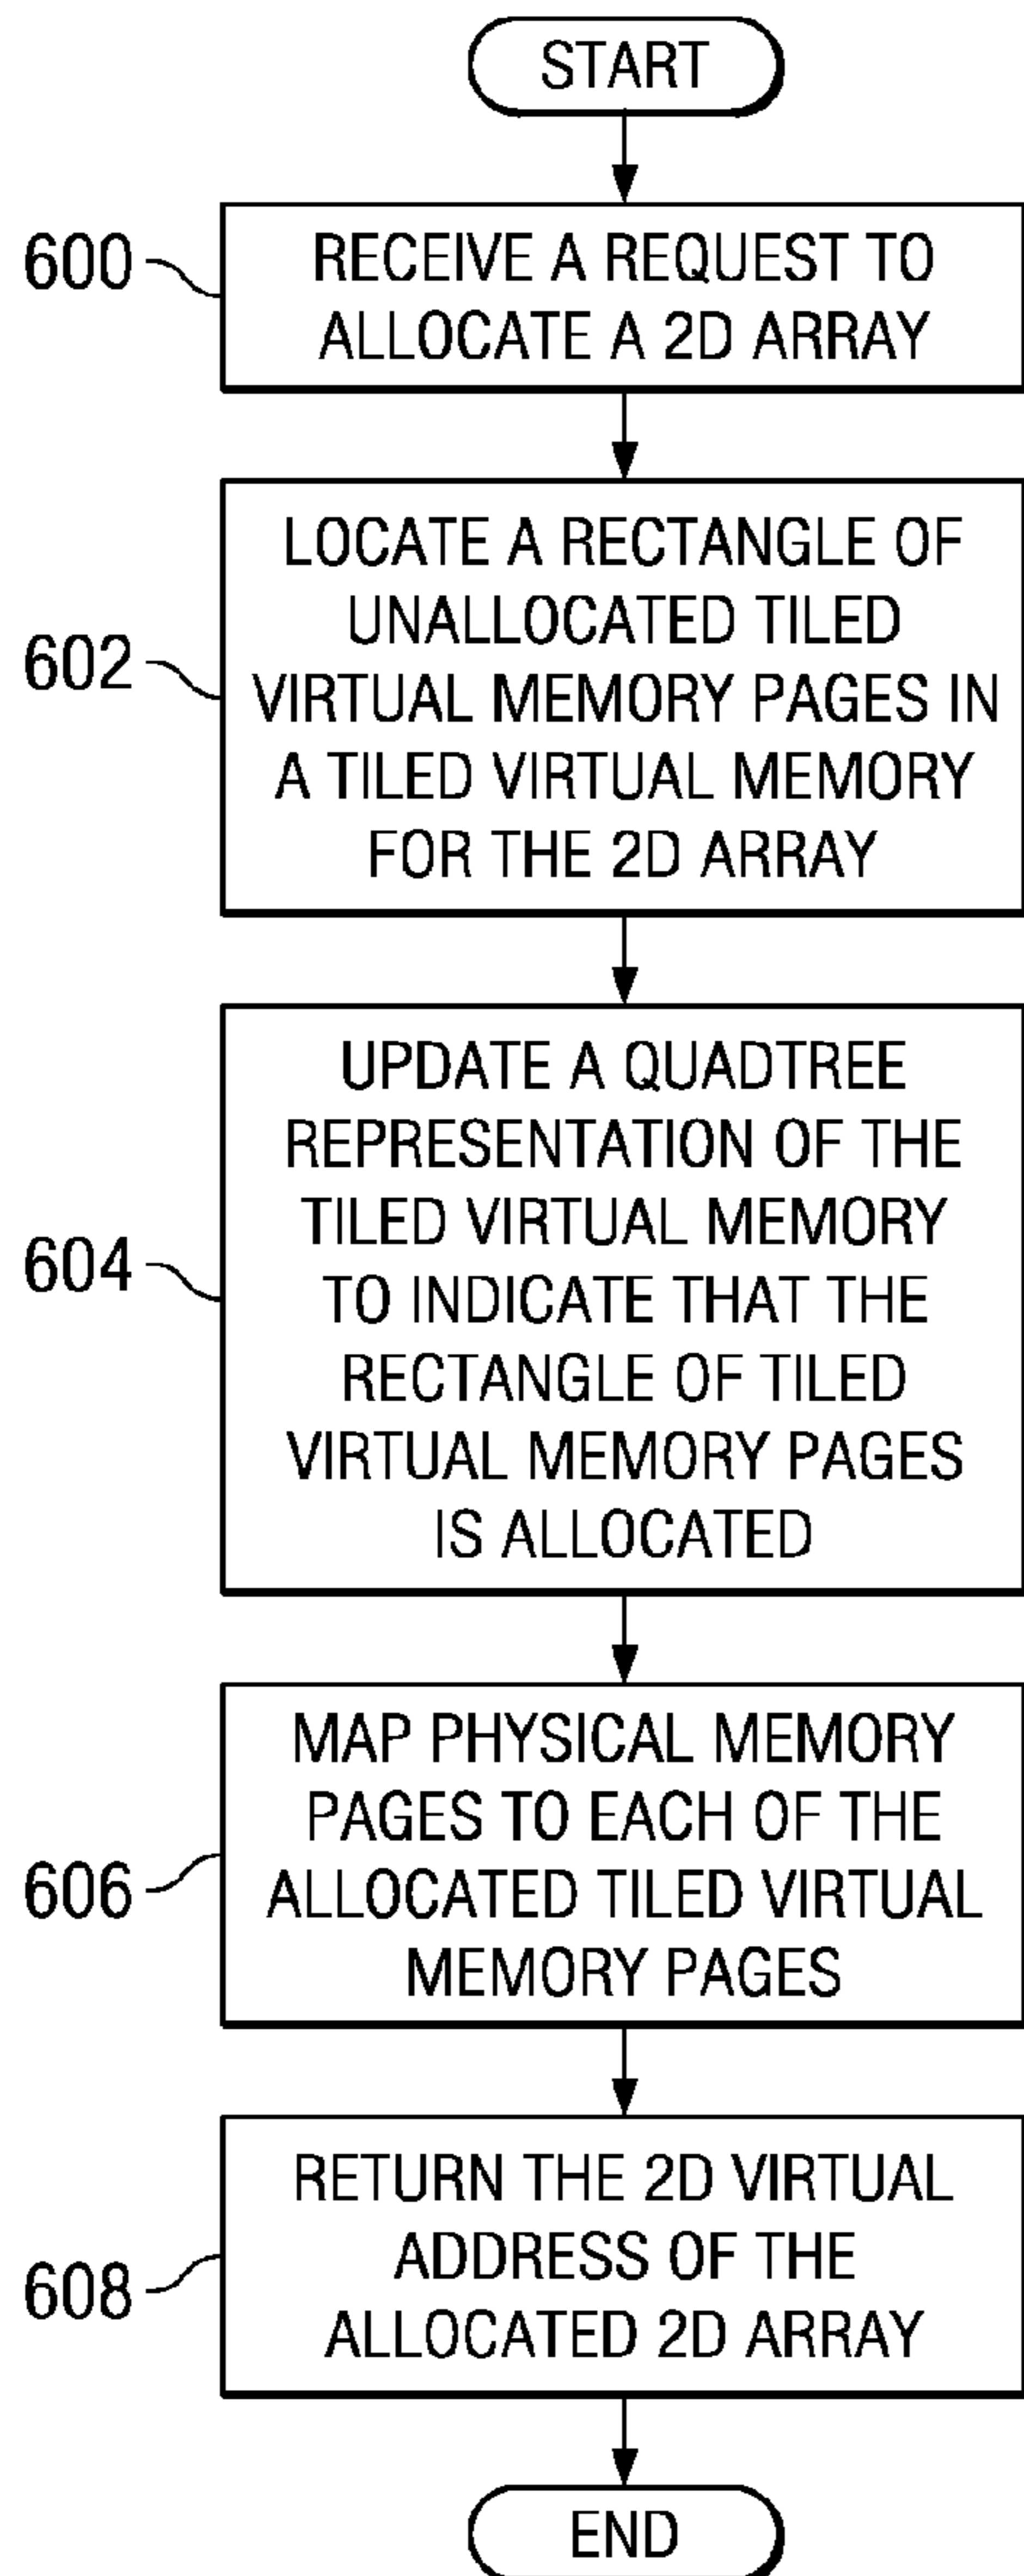 START
600
RECEIVE A REQUEST TO
ALLOCATE A 2D ARRAY
602
LOCATE A RECTANGLE OF
UNALLOCATED TILED
VIRTUAL MEMORY PAGES IN
A TILED VIRTUAL MEMORY
FOR THE 2D ARRAY
604
UPDATE A QUADTREE
REPRESENTATION OF THE
TILED VIRTUAL MEMORY
TO INDICATE THAT THE
RECTANGLE OF TILED
VIRTUAL MEMORY PAGES
IS ALLOCATED
606
MAP PHYSICAL MEMORY
PAGES TO EACH OF THE
ALLOCATED TILED VIRTUAL
MEMORY PAGES
608
RETURN THE 2D VIRTUAL
ADDRESS OF THE
ALLOCATED 2D ARRAY
END